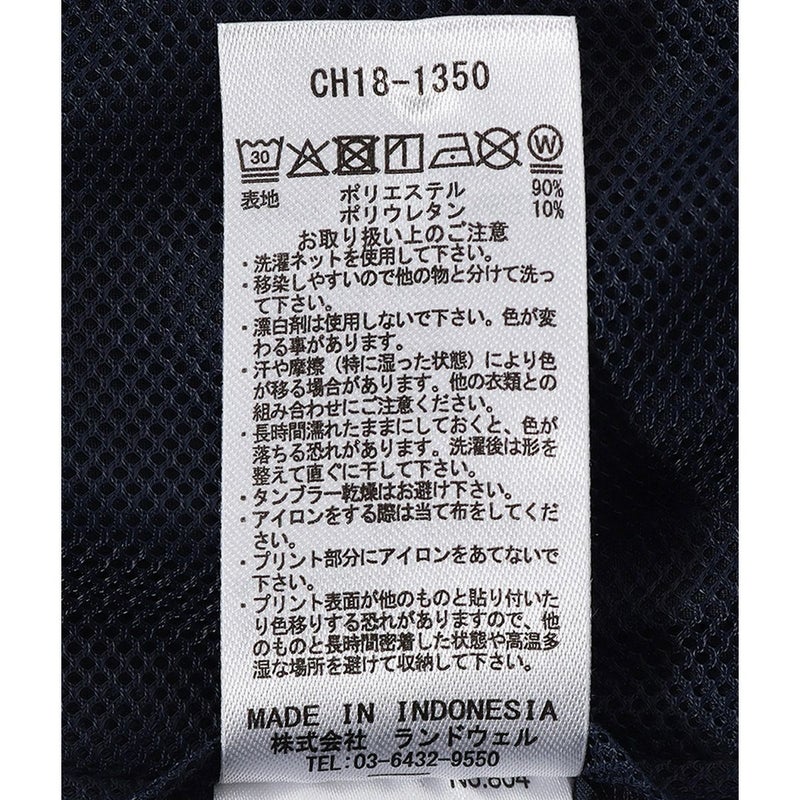 CH18-1350
30 1 W
表地 ポリエステル 90%
ポリウレタン 10%
お取り扱い上のご注意
・洗濯ネットを使用して下さい。
・移染しやすいので他の物と分けて洗っ
て下さい。
・漂白剤は使用しないで下さい。色が変
わる事があります。
・汗や摩擦（特に湿った状態）により色
が移る場合があります。他の衣類との
組み合わせにご注意ください。
・長時間濡れたままにしておくと、色が
落ちる恐れがあります。洗濯後は形を
整えて直ぐに干して下さい。
・タンブラー乾燥はお避け下さい。
・アイロンをする際は当て布をしてくだ
さい。
・プリント部分にアイロンをあてないで
下さい。
・プリント表面が他のものと貼り付いた
り色移りする恐れがありますので、他
のものと長時間密着した状態や高温多
湿な場所を避けて収納して下さい。
MADE IN INDONESIA
株式会社 ランドウェル
TEL:03-6432-9550
No.804